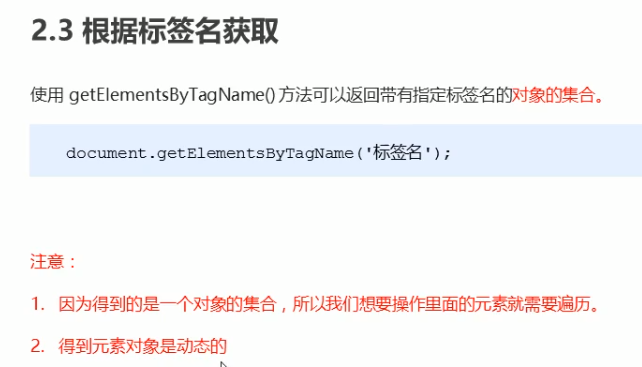 2.3 根据标签名获取
使用 getElementsByTagName() 方法可以返回带有指定标签名的对象的集合。
document.getElementsByTagName('标签名');
注意：
1. 因为得到的是一个对象的集合，所以我们想要操作里面的元素就需要遍历。
2. 得到元素对象是动态的